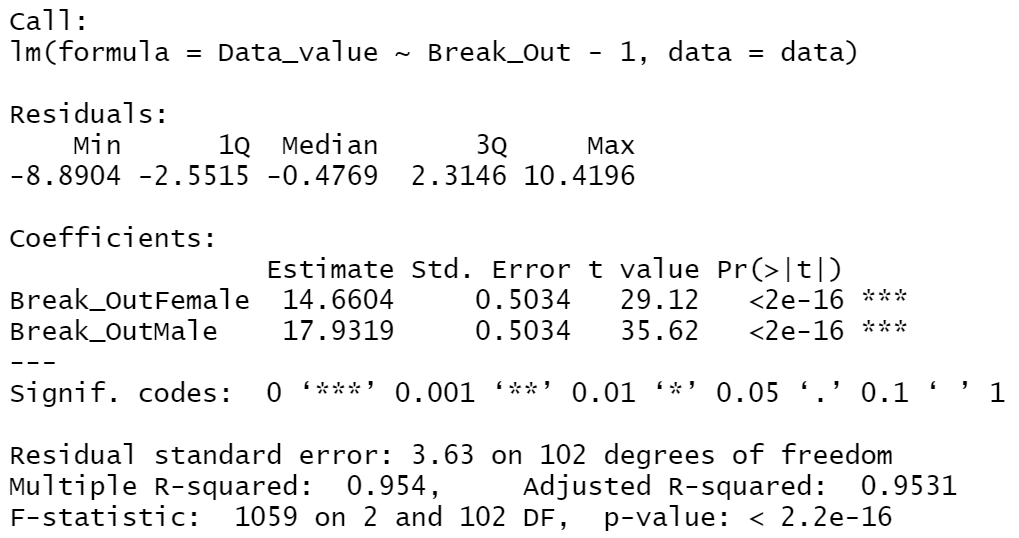 Call:
lm(formula = Data_value ~ Break_Out - 1, data = data)
Residuals:
    Min      1Q  Median      3Q     Max
-8.8904 -2.5515 -0.4769  2.3146 10.4196
Coefficients:
                Estimate Std. Error t value Pr(>|t|)
Break_OutFemale  14.6604     0.5034   29.12   <2e-16 ***
Break_OutMale    17.9319     0.5034   35.62   <2e-16 ***
---
Signif. codes:  0 ‘***’ 0.001 ‘**’ 0.01 ‘*’ 0.05 ‘.’ 0.1 ‘ ’ 1
Residual standard error: 3.63 on 102 degrees of freedom
Multiple R-squared:  0.954,     Adjusted R-squared:  0.9531
F-statistic:  1059 on 2 and 102 DF,  p-value: < 2.2e-16